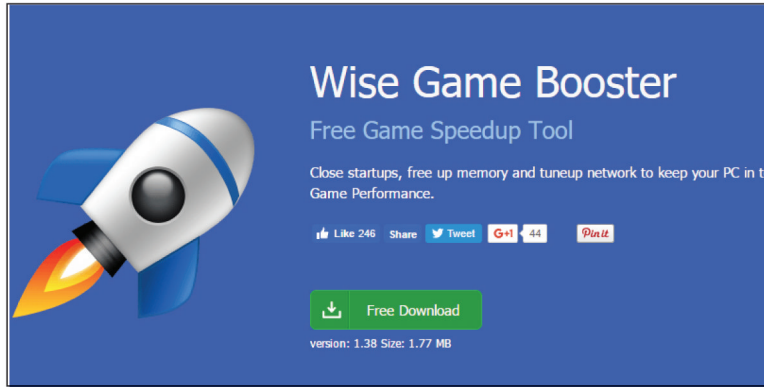 Wise Game Booster
Free Game Speedup Tool
Close startups, free up memory and tuneup network to keep your PC in t
Game Performance.
Like 246 Share Tweet G+1 44 Pin it
Free Download
version: 1.38 Size: 1.77 MB